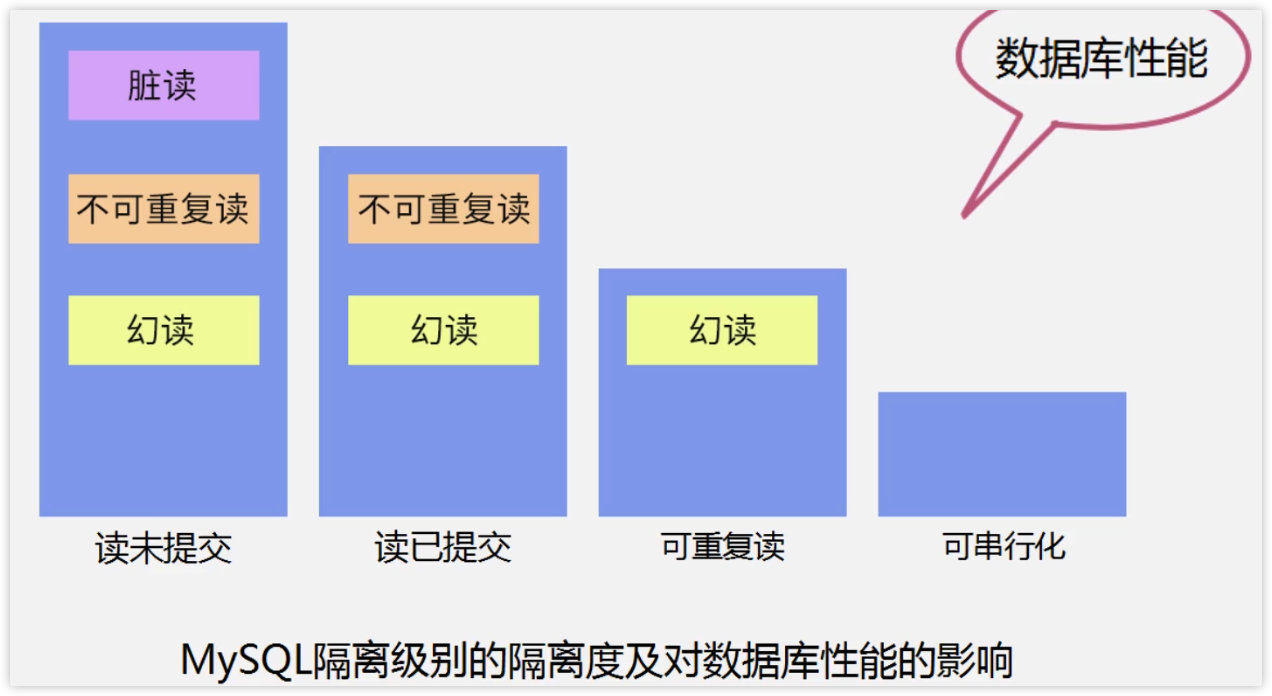 数据库性能
脏读
不可重复读
不可重复读
幻读
幻读
幻读
读未提交
读已提交
可重复读
可串行化
MySQL隔离级别的隔离度及对数据库性能的影响